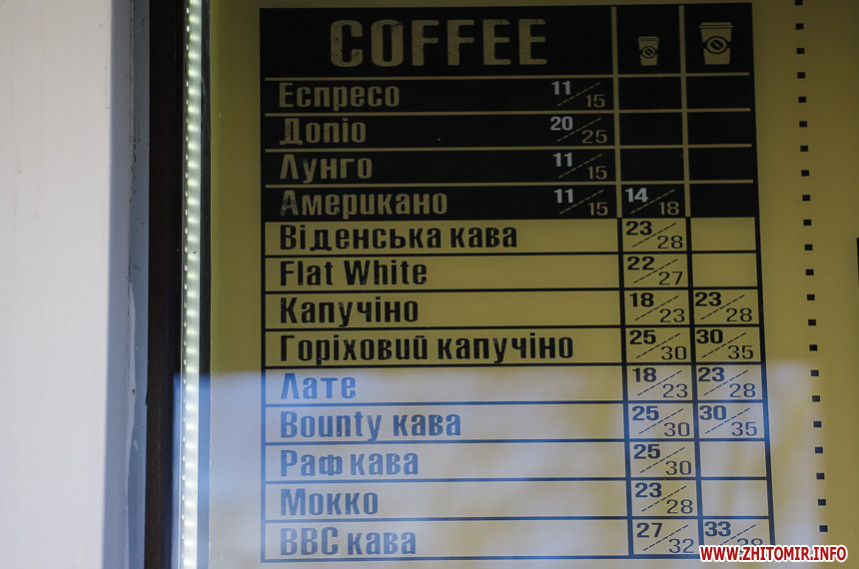 COFFEE
Еспресо 11/15
Допіо 20/25
Лунго 11/15
Американо 11/15 14/18
Віденська кава 23/28
Flat White 22/27
Капучіно 18/23 23/28
Горіховий капучіно 25/30 30/35
Лате 18/23 23/28
Bounty кава 25/30 30/35
Раф кава 25/30
Мокко 23/28
ВВС кава 27/32 33/38
WWW.ZHITOMIR.INFO